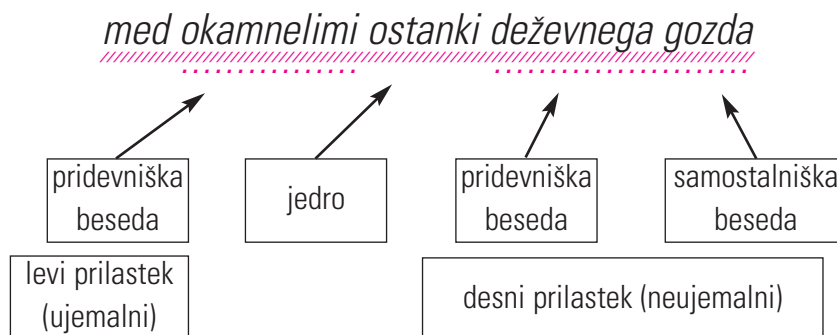 med okamnelimi ostanki deževnega gozda
pridevniška
beseda
jedro
pridevniška
beseda
samostalniška
beseda
levi prilastek
(ujemalni)
desni prilastek (neujemalni)